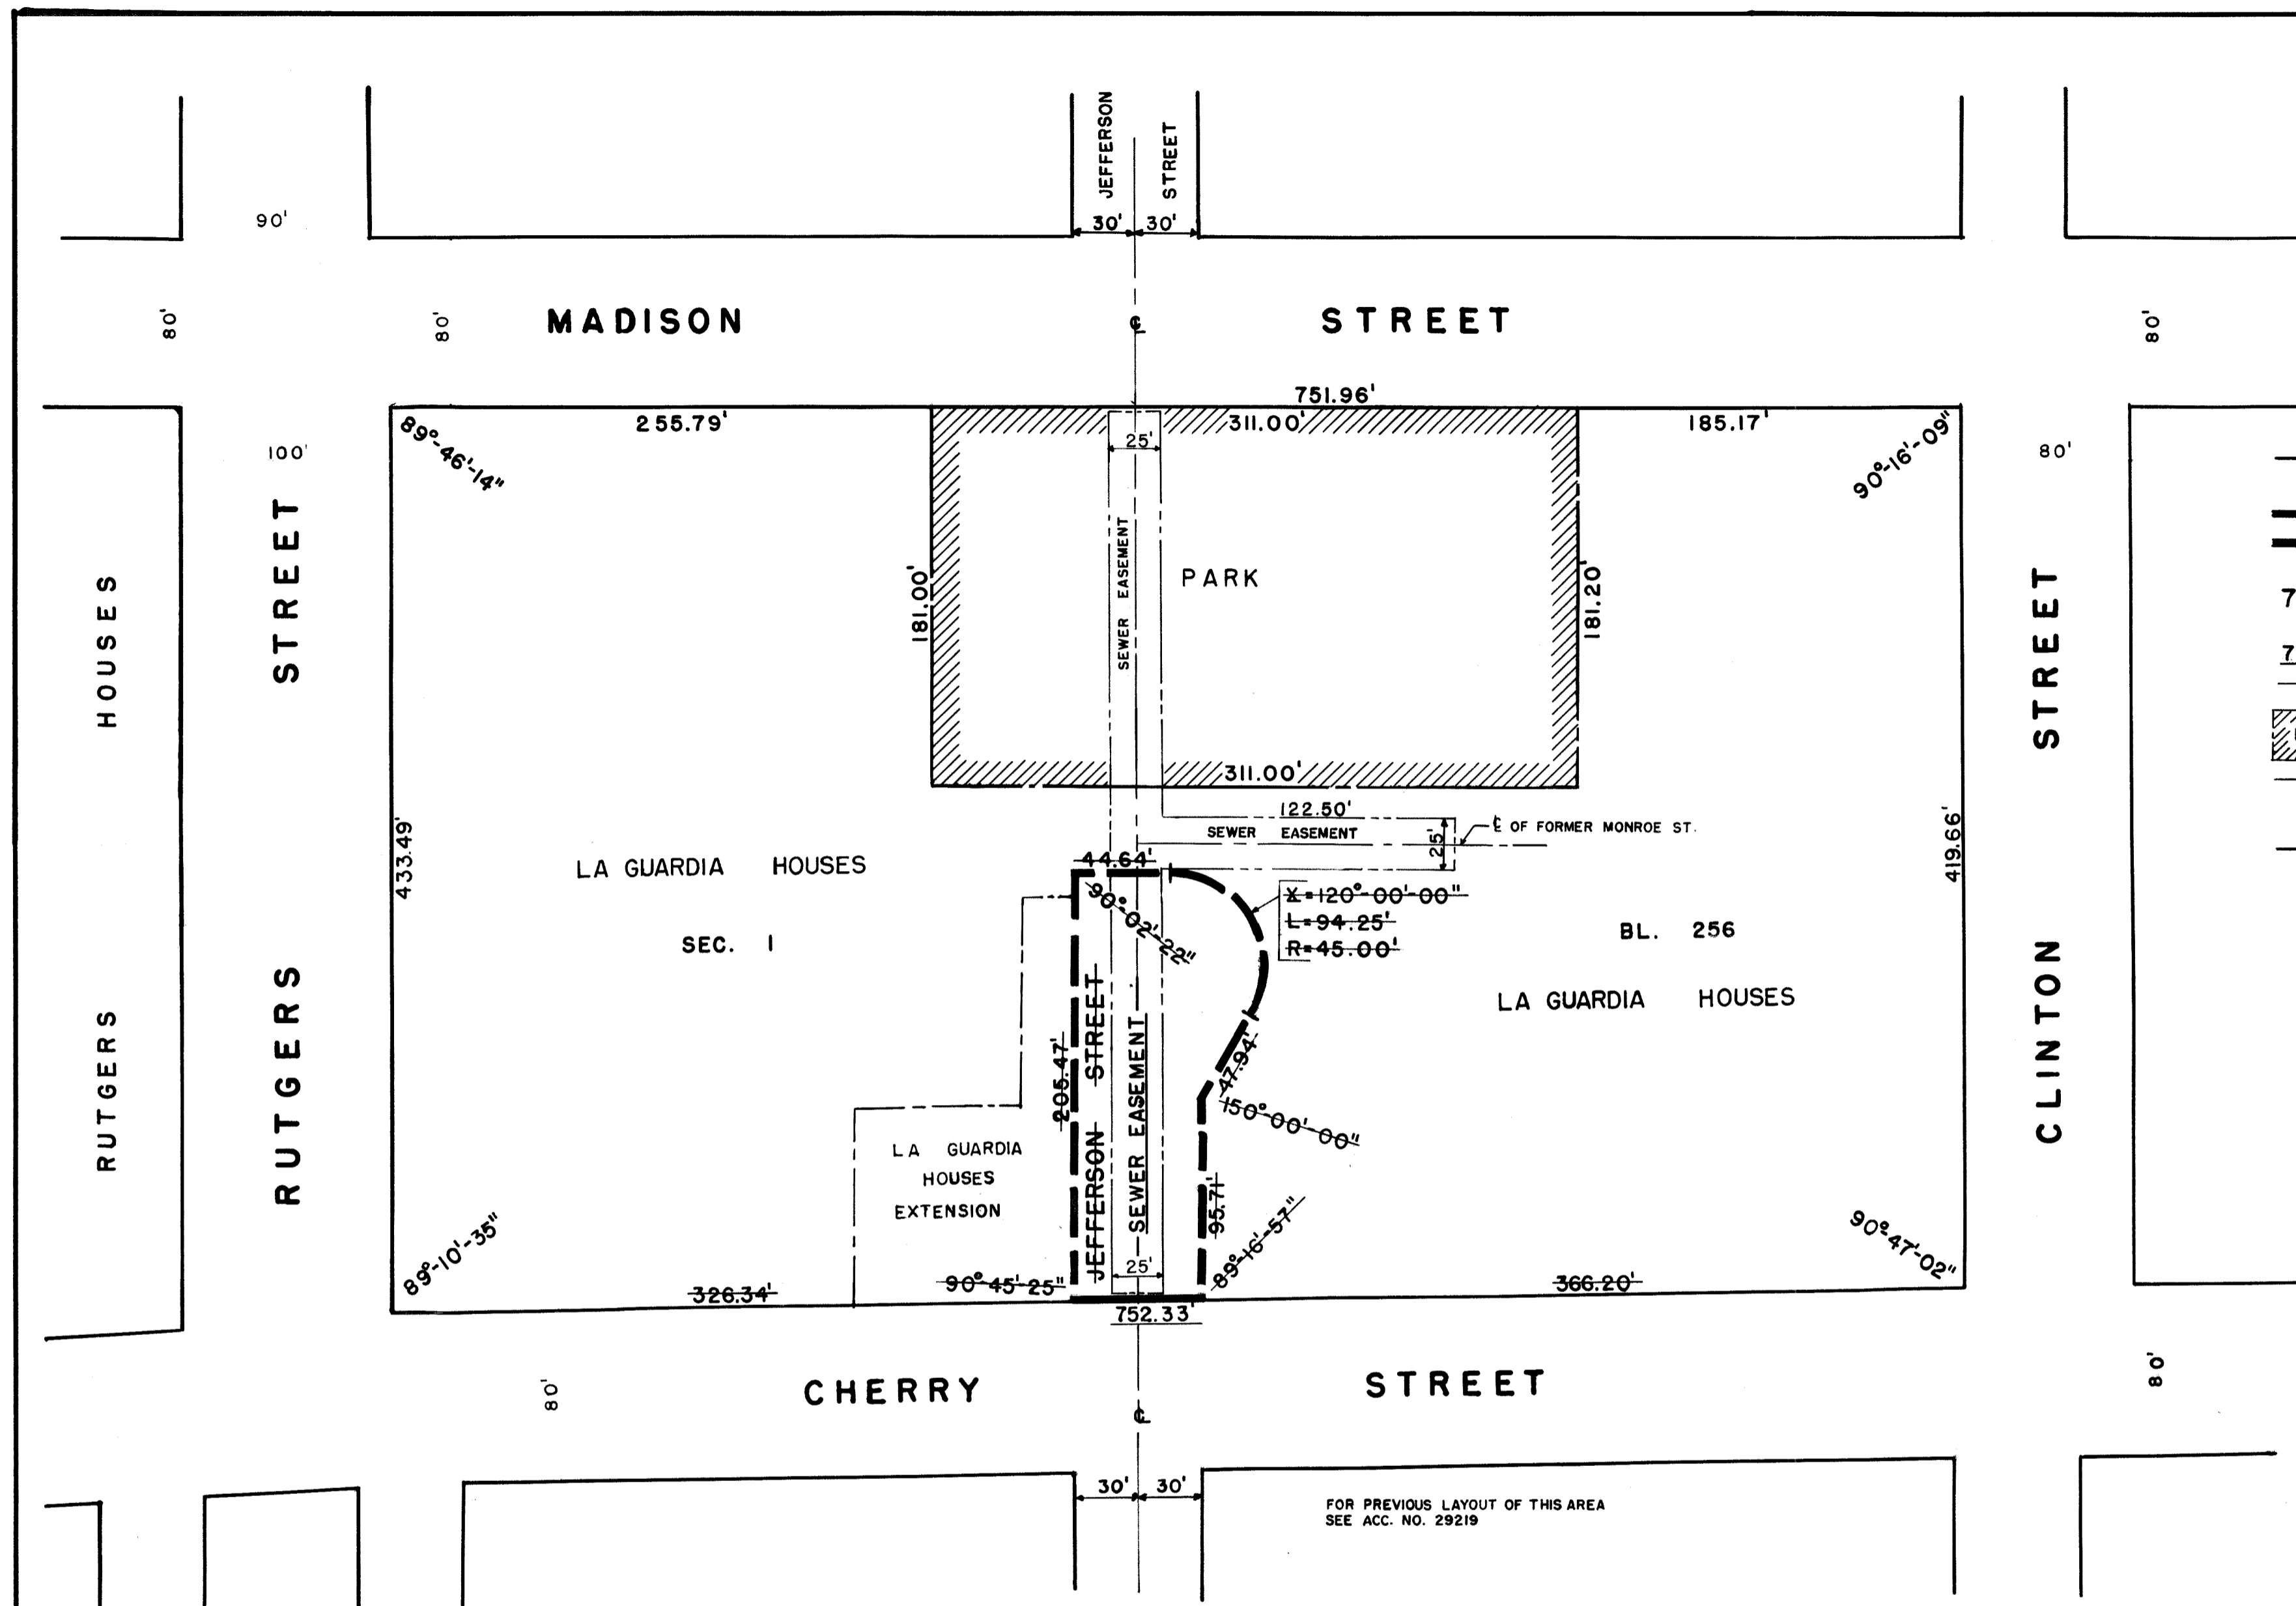 JEFFERSON
STREET
90'
30' 30'
80'
80'
MADISON STREET
℄
80'
751.96'
255.79' 311.00' 185.17'
89°-46'-14"
90°-16'-09"
25'
100'
80'
HOUSES
STREET
SEWER EASEMENT
PARK
181.00'
181.20'
STREET
7
7
311.00'
122.50'
SEWER EASEMENT
25'
℄ OF FORMER MONROE ST.
433.49'
419.66'
LA GUARDIA HOUSES
SEC. 1
44.64'
90°-02'-22"
X=120°-00'-00"
L=94.25'
R=45.00'
BL. 256
LA GUARDIA HOUSES
RUTGERS
RUTGERS
CLINTON
205.47'
JEFFERSON STREET
SEWER EASEMENT
47.94'
150°-00'-00"
LA GUARDIA
HOUSES
EXTENSION
95.71'
89°-16'-57"
89°-10'-35"
90°-47'-02"
326.34'
90°-45'-25"
25'
366.20'
752.33'
80'
CHERRY STREET
80'
℄
30' 30'
FOR PREVIOUS LAYOUT OF THIS AREA
SEE ACC. NO. 29219